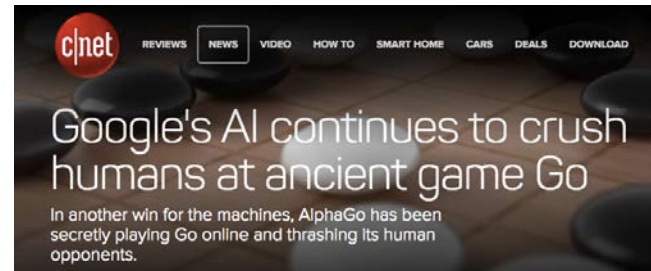 c|net
REVIEWS NEWS VIDEO HOW TO SMART HOME CARS DEALS DOWNLOAD
Google's AI continues to crush
humans at ancient game Go
In another win for the machines, AlphaGo has been
secretly playing Go online and thrashing its human
opponents.